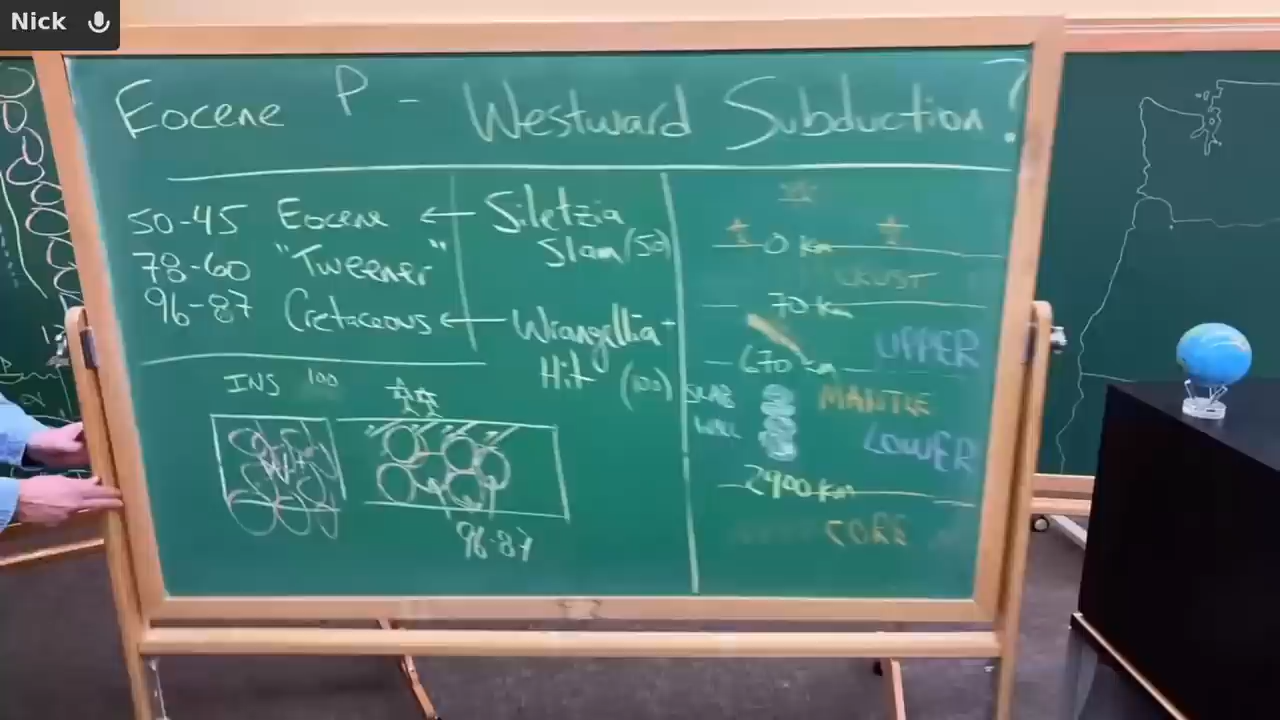 Nick
Eocene P - Westward Subduction?
50-45 Eocene ← Siletzia
Slam (50)
78-60 "Tweener"
96-87 Cretaceous ← Wrangellia
Hit (100)
INS 100
96-87
0 km
CRUST
70 km
UPPER
670 km
SLAB
WALL
MANTLE
LOWER
2900 km
CORE